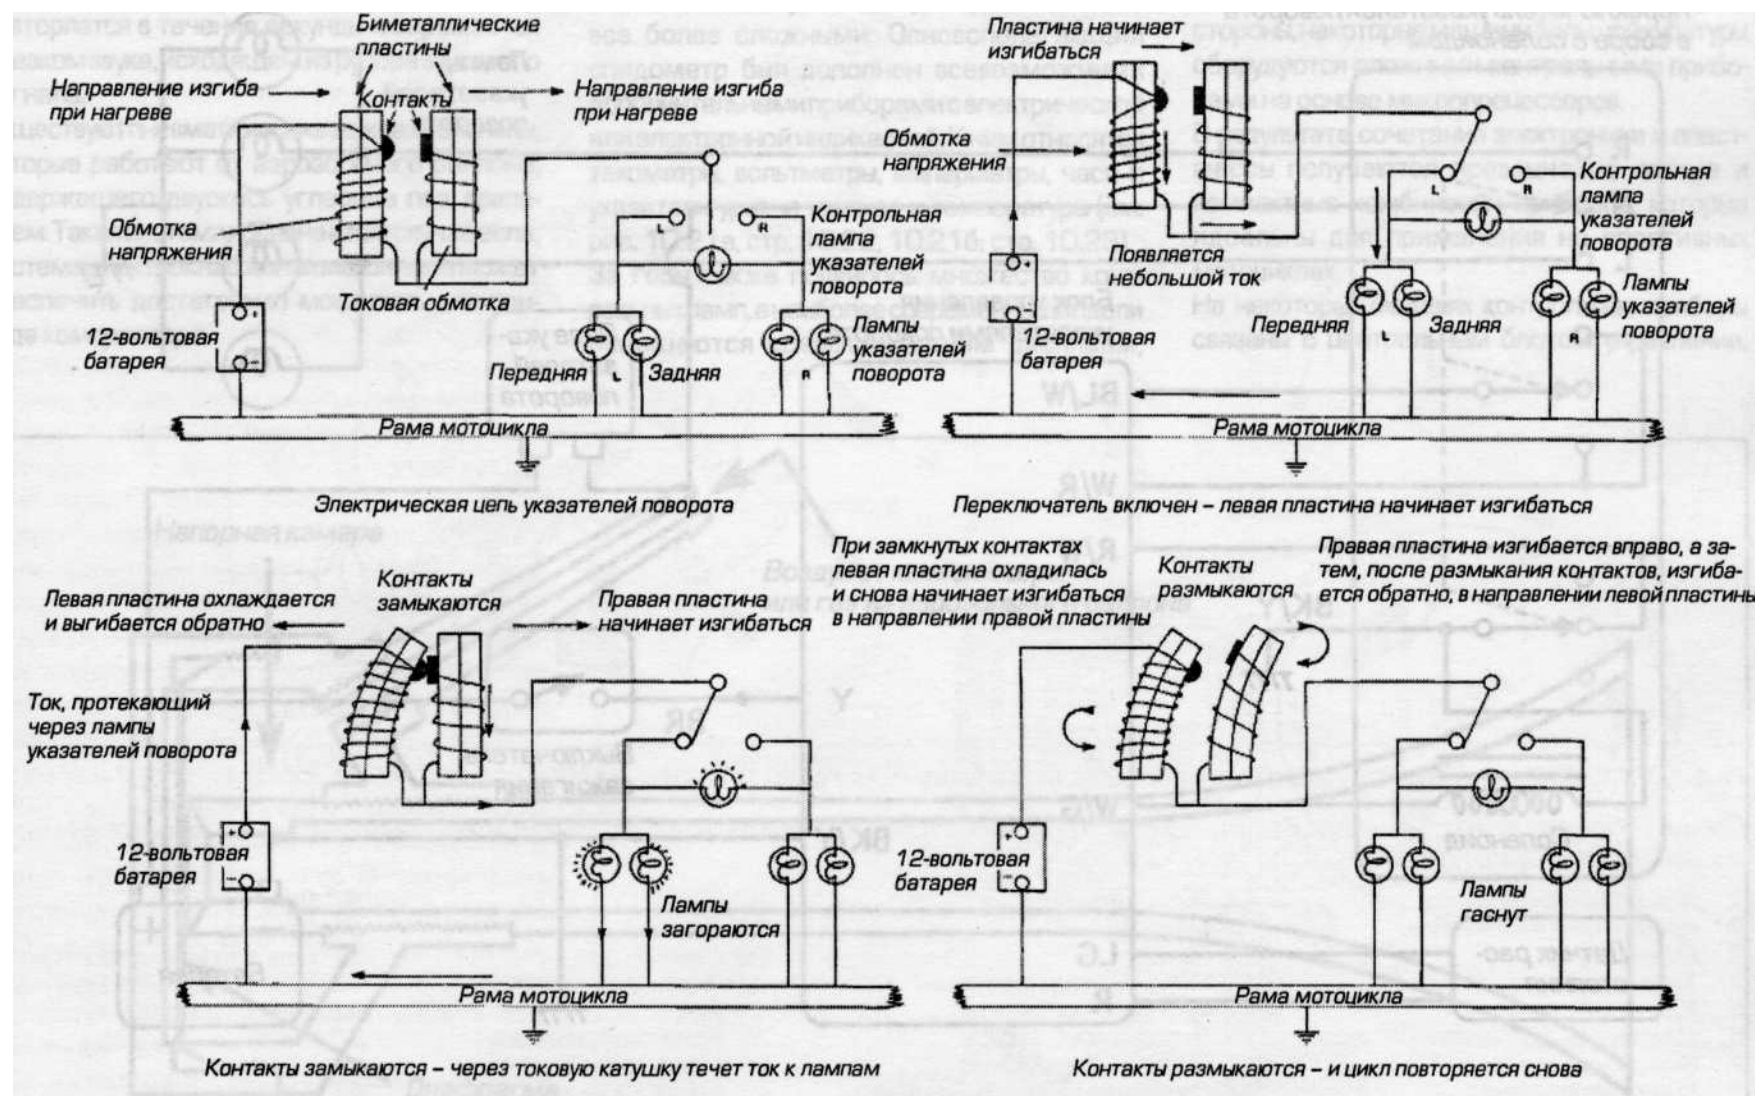 Биметаллические
пластины
Направление изгиба
при нагреве
Контакты
Направление изгиба
при нагреве
Обмотка
напряжения
Токовая обмотка
12-вольтовая
батарея
+
−
L
R
Контрольная
лампа
указателей
поворота
Лампы
указателей
поворота
Передняя
L
Задняя
R
Рама мотоцикла
Электрическая цепь указателей поворота
Пластина начинает
изгибаться
Обмотка
напряжения
Появляется
небольшой ток
+
−
12-вольтовая
батарея
L
R
Контрольная
лампа
указателей
поворота
Лампы
указателей
поворота
Передняя
L
Задняя
R
Рама мотоцикла
Переключатель включен – левая пластина начинает изгибаться
Левая пластина охлаждается
и выгибается обратно
Контакты
замыкаются
Правая пластина
начинает изгибаться
Ток, протекающий
через лампы
указателей поворота
+
−
12-вольтовая
батарея
Лампы
загораются
Рама мотоцикла
Контакты замыкаются – через токовую катушку течет ток к лампам
При замкнутых контактах
левая пластина охладилась
и снова начинает изгибаться
в направлении правой пластины
Контакты
размыкаются
Правая пластина изгибается вправо, а за-
тем, после размыкания контактов, изгиба-
ется обратно, в направлении левой пластины
+
−
12-вольтовая
батарея
Лампы
гаснут
Рама мотоцикла
Контакты размыкаются – и цикл повторяется снова